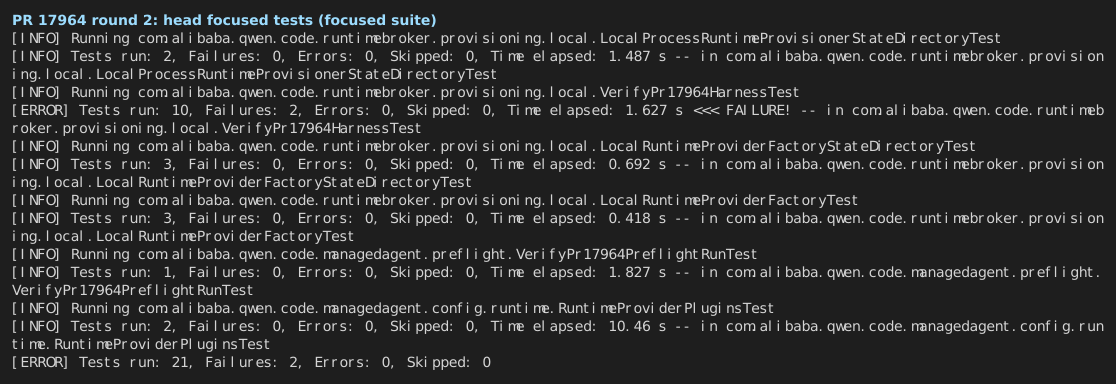 PR 17964 round 2: head focused tests (focused suite)
[INFO] Running com.alibaba.qwen.code.runtimebroker.provisioning.local.LocalProcessRuntimeProvisionerStateDirectoryTest
[INFO] Tests run: 2, Failures: 0, Errors: 0, Skipped: 0, Time elapsed: 1.487 s -- in com.alibaba.qwen.code.runtimebroker.provision
ing.local.LocalProcessRuntimeProvisionerStateDirectoryTest
[INFO] Running com.alibaba.qwen.code.runtimebroker.provisioning.local.VerifyPr17964HarnessTest
[ERROR] Tests run: 10, Failures: 2, Errors: 0, Skipped: 0, Time elapsed: 1.627 s <<< FAILURE! -- in com.alibaba.qwen.code.runtimeb
roker.provisioning.local.VerifyPr17964HarnessTest
[INFO] Running com.alibaba.qwen.code.runtimebroker.provisioning.local.LocalRuntimeProviderFactoryStateDirectoryTest
[INFO] Tests run: 3, Failures: 0, Errors: 0, Skipped: 0, Time elapsed: 0.692 s -- in com.alibaba.qwen.code.runtimebroker.provision
ing.local.LocalRuntimeProviderFactoryStateDirectoryTest
[INFO] Running com.alibaba.qwen.code.runtimebroker.provisioning.local.LocalRuntimeProviderFactoryTest
[INFO] Tests run: 3, Failures: 0, Errors: 0, Skipped: 0, Time elapsed: 0.418 s -- in com.alibaba.qwen.code.runtimebroker.provision
ing.local.LocalRuntimeProviderFactoryTest
[INFO] Running com.alibaba.qwen.code.managedagent.preflight.VerifyPr17964PreflightRunTest
[INFO] Tests run: 1, Failures: 0, Errors: 0, Skipped: 0, Time elapsed: 1.827 s -- in com.alibaba.qwen.code.managedagent.preflight.
VerifyPr17964PreflightRunTest
[INFO] Running com.alibaba.qwen.code.managedagent.config.runtime.RuntimeProviderPluginsTest
[INFO] Tests run: 2, Failures: 0, Errors: 0, Skipped: 0, Time elapsed: 10.46 s -- in com.alibaba.qwen.code.managedagent.config.run
time.RuntimeProviderPluginsTest
[ERROR] Tests run: 21, Failures: 2, Errors: 0, Skipped: 0